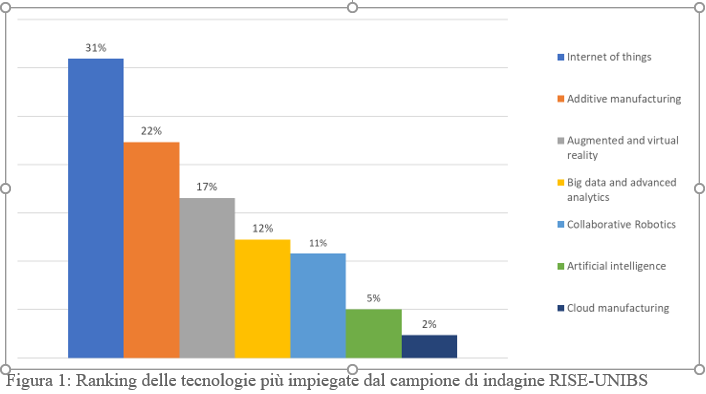 31%
22%
17%
12%
11%
5%
2%
Internet of things
Additive manufacturing
Augmented and virtual
reality
Big data and advanced
analytics
Collaborative Robotics
Artificial intelligence
Cloud manufacturing
Figura 1: Ranking delle tecnologie più impiegate dal campione di indagine RISE-UNIBS